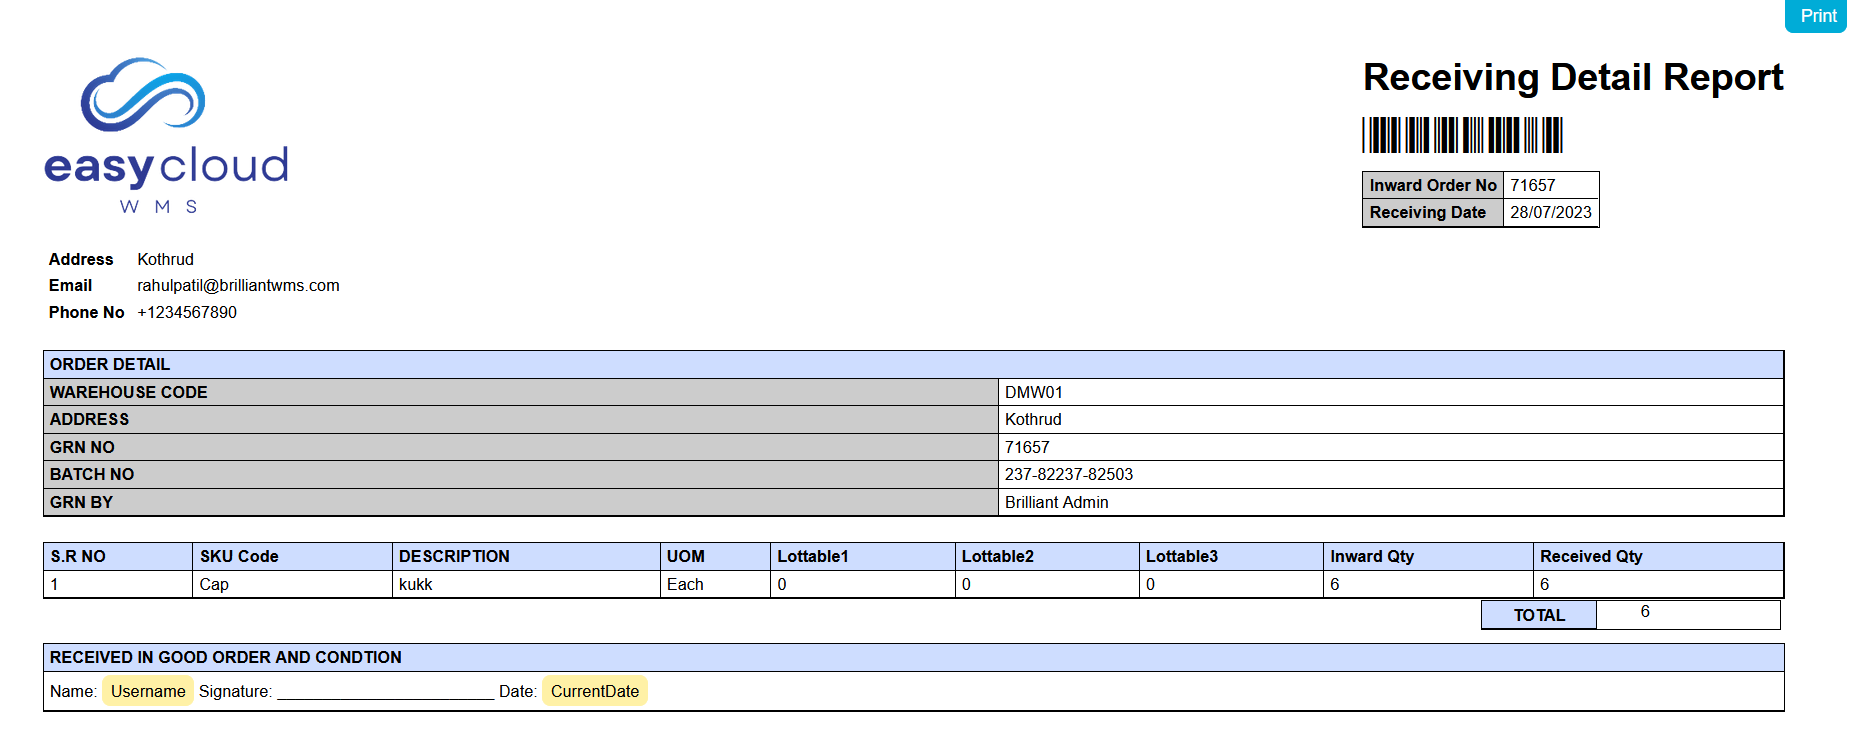 Print
easycloud
WMS
Receiving Detail Report
Inward Order No 71657
Receiving Date 28/07/2023
Address Kothrud
Email rahulpatil@brilliantwms.com
Phone No +1234567890
ORDER DETAIL
WAREHOUSE CODE DMW01
ADDRESS Kothrud
GRN NO 71657
BATCH NO 237-82237-82503
GRN BY Brilliant Admin
S.R NO SKU Code DESCRIPTION UOM Lottable1 Lottable2 Lottable3 Inward Qty Received Qty
1 Cap kukk Each 0 0 0 6 6
TOTAL 6
RECEIVED IN GOOD ORDER AND CONDTION
Name: Username Signature: ________________________ Date: CurrentDate